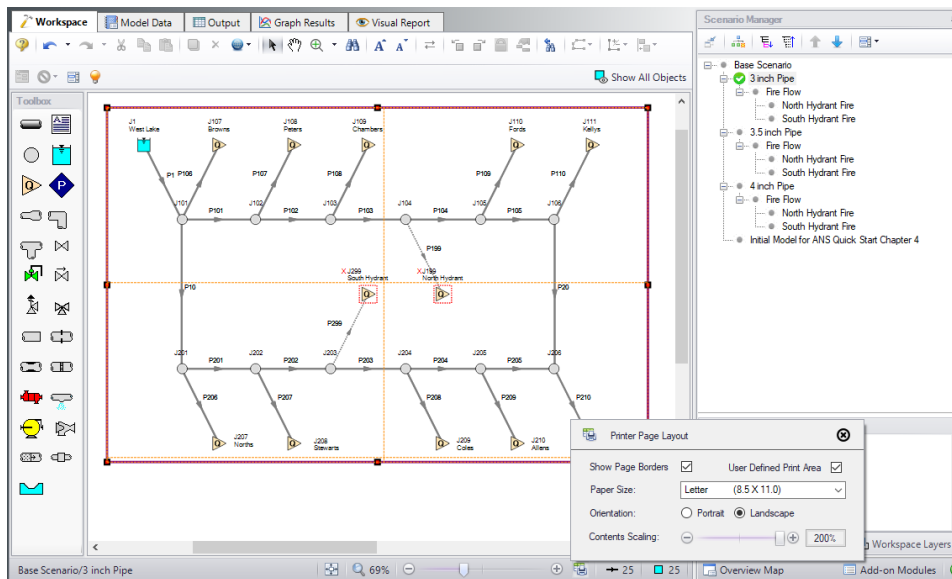 Workspace
Model Data
Output
Graph Results
Visual Report
Show All Objects
Toolbox
J1
West Lake
J107
Browns
J108
Peters
J109
Chambers
J110
Fords
J111
Kellys
P1
P106
P107
P108
P109
P110
J101
P101
J102
P102
J103
P103
J104
P104
J105
P105
J106
P199
X J299
South Hydrant
X J199
North Hydrant
P10
P20
P299
J201
P201
J202
P202
J203
P203
J204
P204
J205
P205
J206
P206
P207
P208
P209
P210
J207
Norths
J208
Stewarts
J209
Coles
J210
Allens
Scenario Manager
Base Scenario
3 inch Pipe
Fire Flow
North Hydrant Fire
South Hydrant Fire
3.5 inch Pipe
Fire Flow
North Hydrant Fire
South Hydrant Fire
4 inch Pipe
Fire Flow
North Hydrant Fire
South Hydrant Fire
Initial Model for ANS Quick Start Chapter 4
Printer Page Layout
Show Page Borders
User Defined Print Area
Paper Size:
Letter (8.5 X 11.0)
Orientation:
Portrait
Landscape
Contents Scaling:
200%
Workspace Layers
Base Scenario/3 inch Pipe
69%
25
25
Overview Map
Add-on Modules